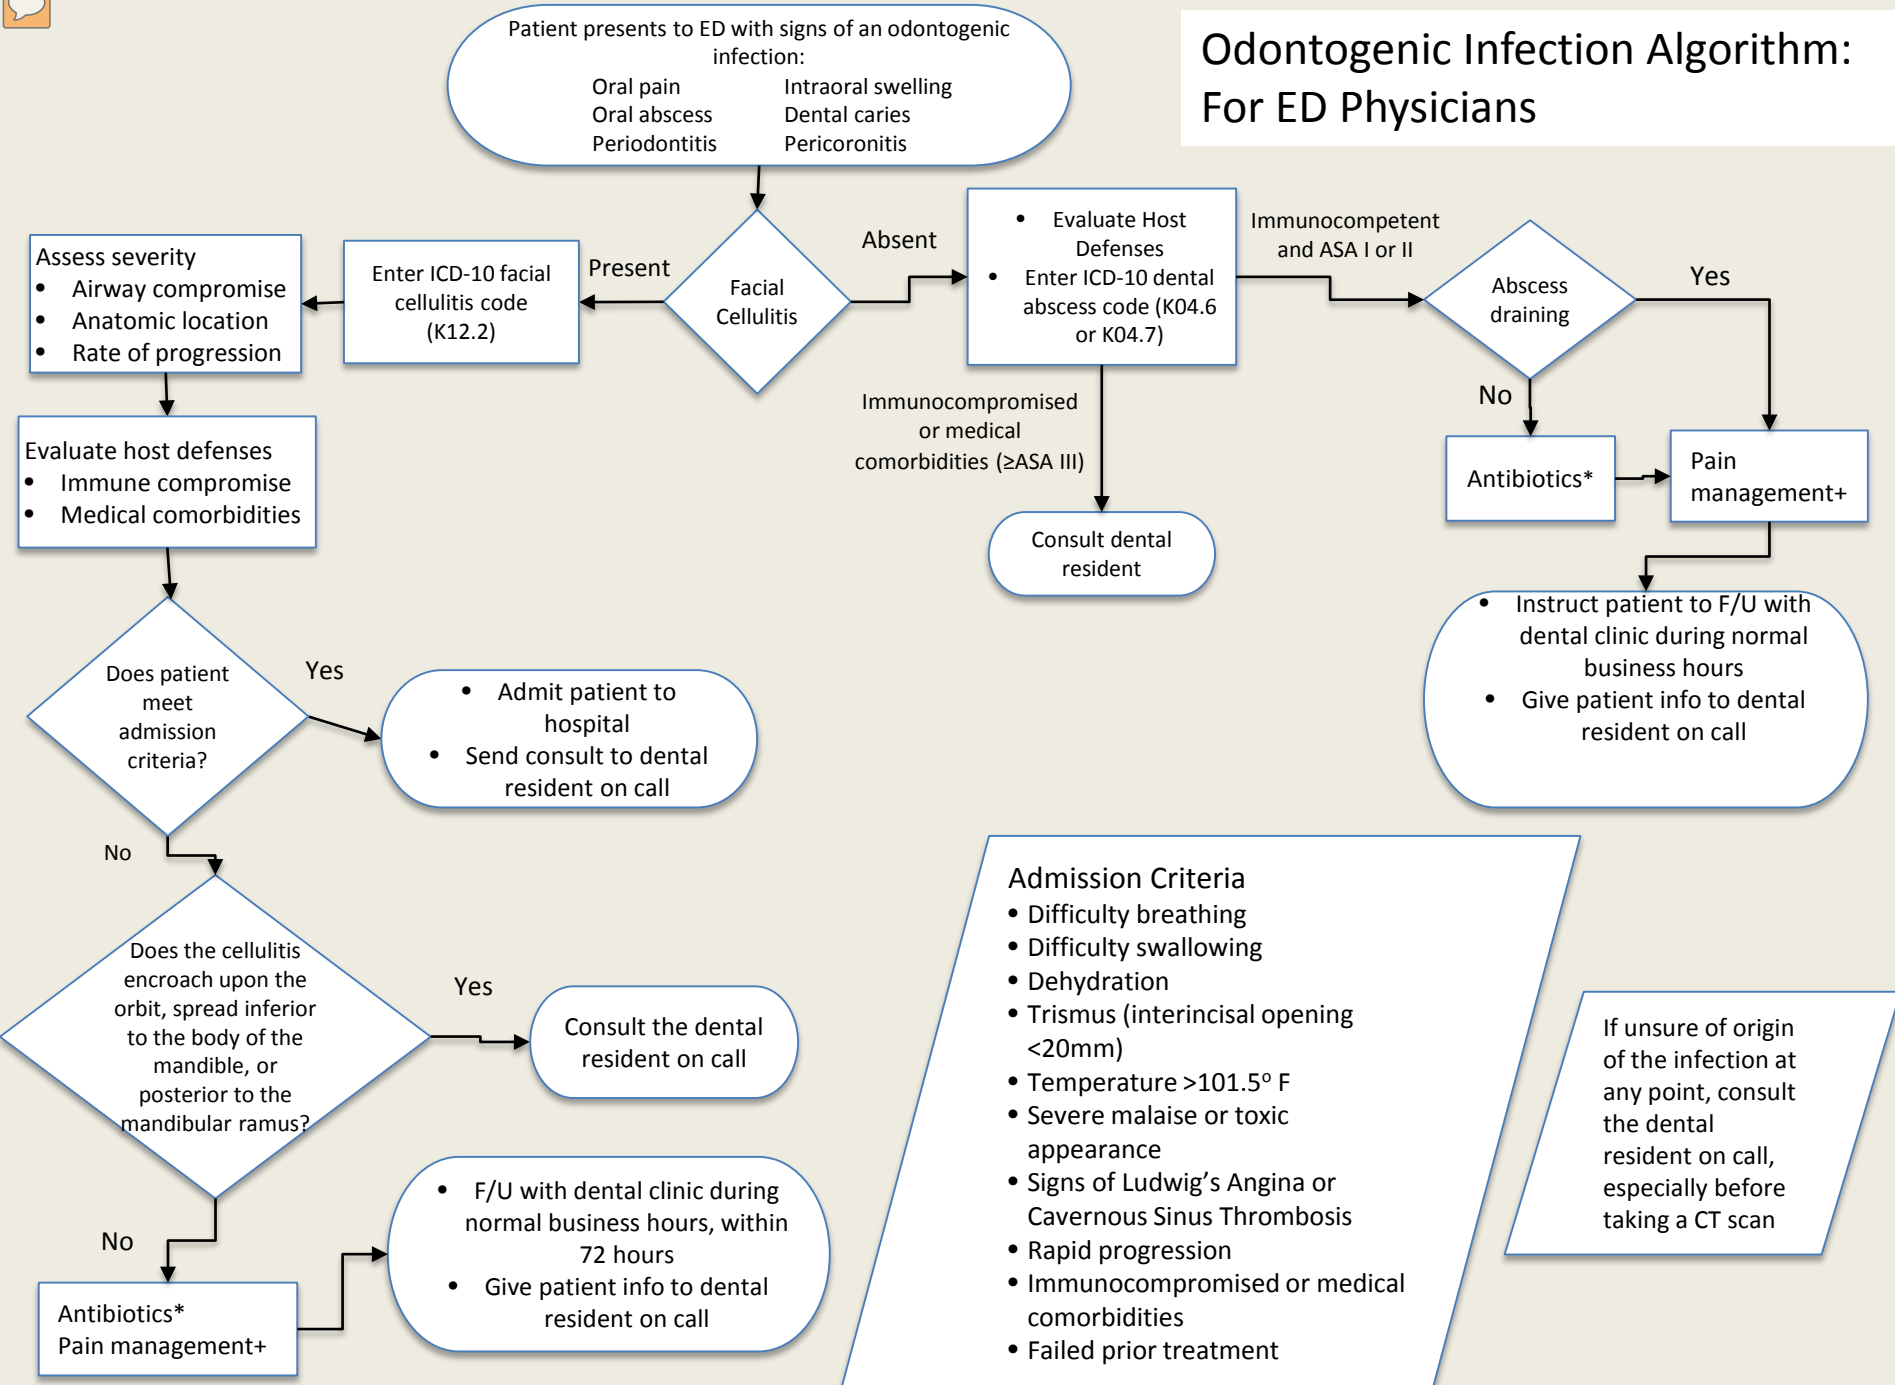 Odontogenic Infection Algorithm:
For ED Physicians
Patient presents to ED with signs of an odontogenic
infection:
Oral pain Intraoral swelling
Oral abscess Dental caries
Periodontitis Pericoronitis
Facial
Cellulitis
Present
Absent
Enter ICD-10 facial
cellulitis code
(K12.2)
Assess severity
• Airway compromise
• Anatomic location
• Rate of progression
Evaluate host defenses
• Immune compromise
• Medical comorbidities
Does patient
meet
admission
criteria?
Yes
• Admit patient to
hospital
• Send consult to dental
resident on call
No
Does the cellulitis
encroach upon the
orbit, spread inferior
to the body of the
mandible, or
posterior to the
mandibular ramus?
Yes
Consult the dental
resident on call
No
Antibiotics*
Pain management+
• F/U with dental clinic during
normal business hours, within
72 hours
• Give patient info to dental
resident on call
• Evaluate Host
Defenses
• Enter ICD-10 dental
abscess code (K04.6
or K04.7)
Immunocompromised
or medical
comorbidities (≥ASA III)
Consult dental
resident
Immunocompetent
and ASA I or II
Abscess
draining
Yes
No
Antibiotics*
Pain
management+
• Instruct patient to F/U with
dental clinic during normal
business hours
• Give patient info to dental
resident on call
Admission Criteria
• Difficulty breathing
• Difficulty swallowing
• Dehydration
• Trismus (interincisal opening
<20mm)
• Temperature >101.5º F
• Severe malaise or toxic
appearance
• Signs of Ludwig’s Angina or
Cavernous Sinus Thrombosis
• Rapid progression
• Immunocompromised or medical
comorbidities
• Failed prior treatment
If unsure of origin
of the infection at
any point, consult
the dental
resident on call,
especially before
taking a CT scan